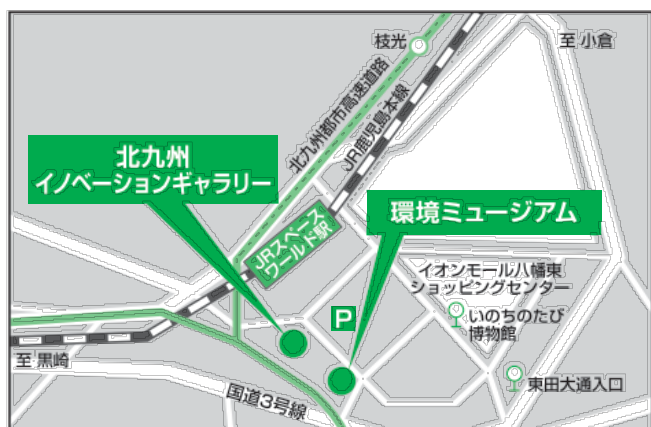 枝光
至 小倉
北九州都市高速道路
JR鹿児島本線
北九州
イノベーションギャラリー
環境ミュージアム
JRスペース
ワールド駅
イオンモール八幡東
ショッピングセンター
P
いのちのたび
博物館
至 黒崎
国道3号線
東田大通入口